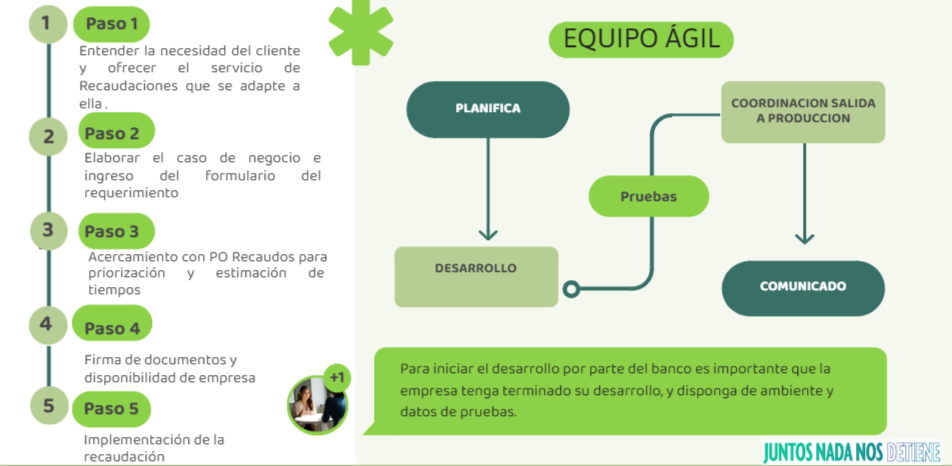 1
Paso 1
Entender la necesidad del cliente
y ofrecer el servicio de
Recaudaciones que se adapte a
ella.
2
Paso 2
Elaborar el caso de negocio e
ingreso del formulario del
requerimiento
3
Paso 3
Acercamiento con PO Recaudos para
priorización y estimación de
tiempos
4
Paso 4
Firma de documentos y
disponibilidad de empresa
5
Paso 5
Implementación de la
recaudación
+1
EQUIPO ÁGIL
PLANIFICA
DESARROLLO
Pruebas
COORDINACION SALIDA
A PRODUCCION
COMUNICADO
Para iniciar el desarrollo por parte del banco es importante que la
empresa tenga terminado su desarrollo, y disponga de ambiente y
datos de pruebas.
JUNTOS NADA NOS DETIENE